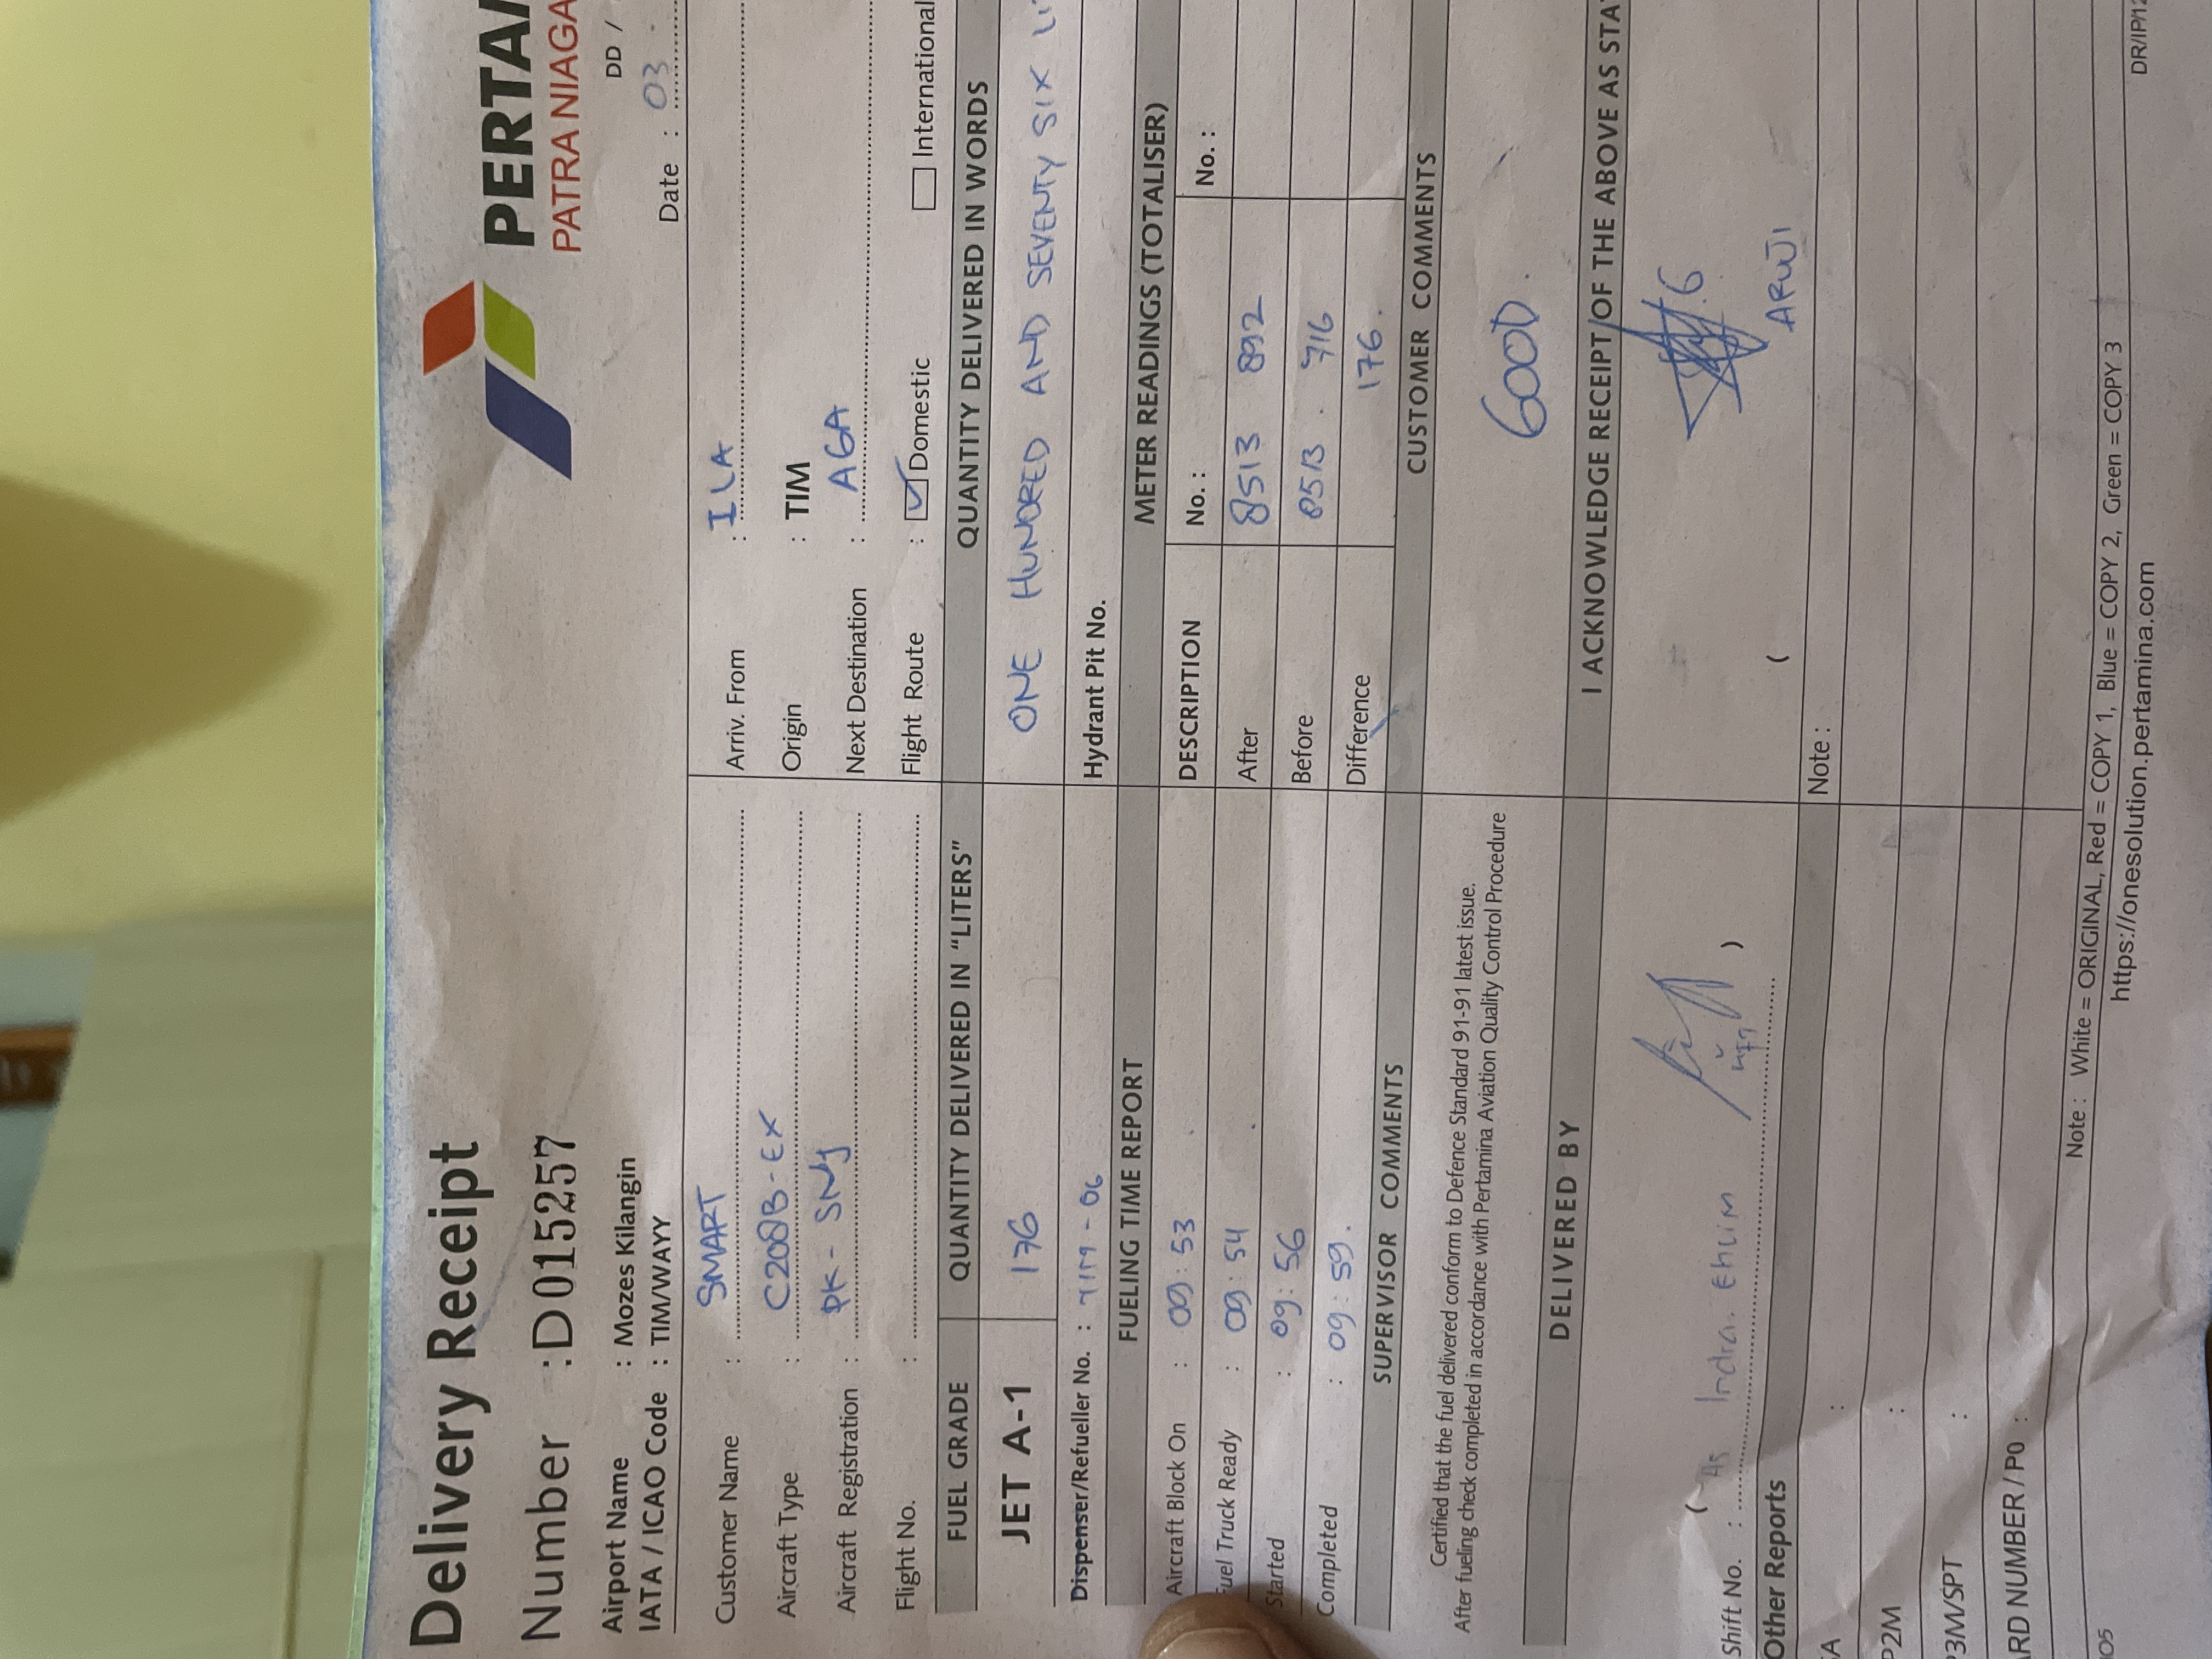 Delivery Receipt
PERTA
Number : D015257
PATRA NIAGA
Airport Name : Mozes Kilangin
DD /
IATA / ICAO Code : TIM/WAYY
Date : 03
Customer Name : SMART
Arriv. From : ILA
Aircraft Type : C208B-EX
Origin : TIM
Aircraft Registration : PK - SNJ
Next Destination : AGA
Flight No. :
Flight Route : Domestic International
FUEL GRADE QUANTITY DELIVERED IN "LITERS" QUANTITY DELIVERED IN WORDS
JET A-1 176 ONE HUNDRED AND SEVENTY SIX
Dispenser/Refueller No. : TIM - 06
Hydrant Pit No.
FUELING TIME REPORT METER READINGS (TOTALISER)
DESCRIPTION No. : No. :
Aircraft Block On : 09:53
After 8513 892
Fuel Truck Ready : 09:54
Before 8513 . 716
Started : 09:56
Difference 176.
Completed : 09:59.
SUPERVISOR COMMENTS CUSTOMER COMMENTS
Certified that the fuel delivered conform to Defence Standard 91-91 latest issue.
After fueling check completed in accordance with Pertamina Aviation Quality Control Procedure
GOOD.
DELIVERED BY I ACKNOWLEDGE RECEIPT OF THE ABOVE AS STA
ARUJI
Shift No. :
Other Reports Note :
A :
P2M :
P3M/SPT :
RD NUMBER / PO :
Note : White = ORIGINAL, Red = COPY 1, Blue = COPY 2, Green = COPY 3
https://onesolution.pertamina.com
DR/IP/12